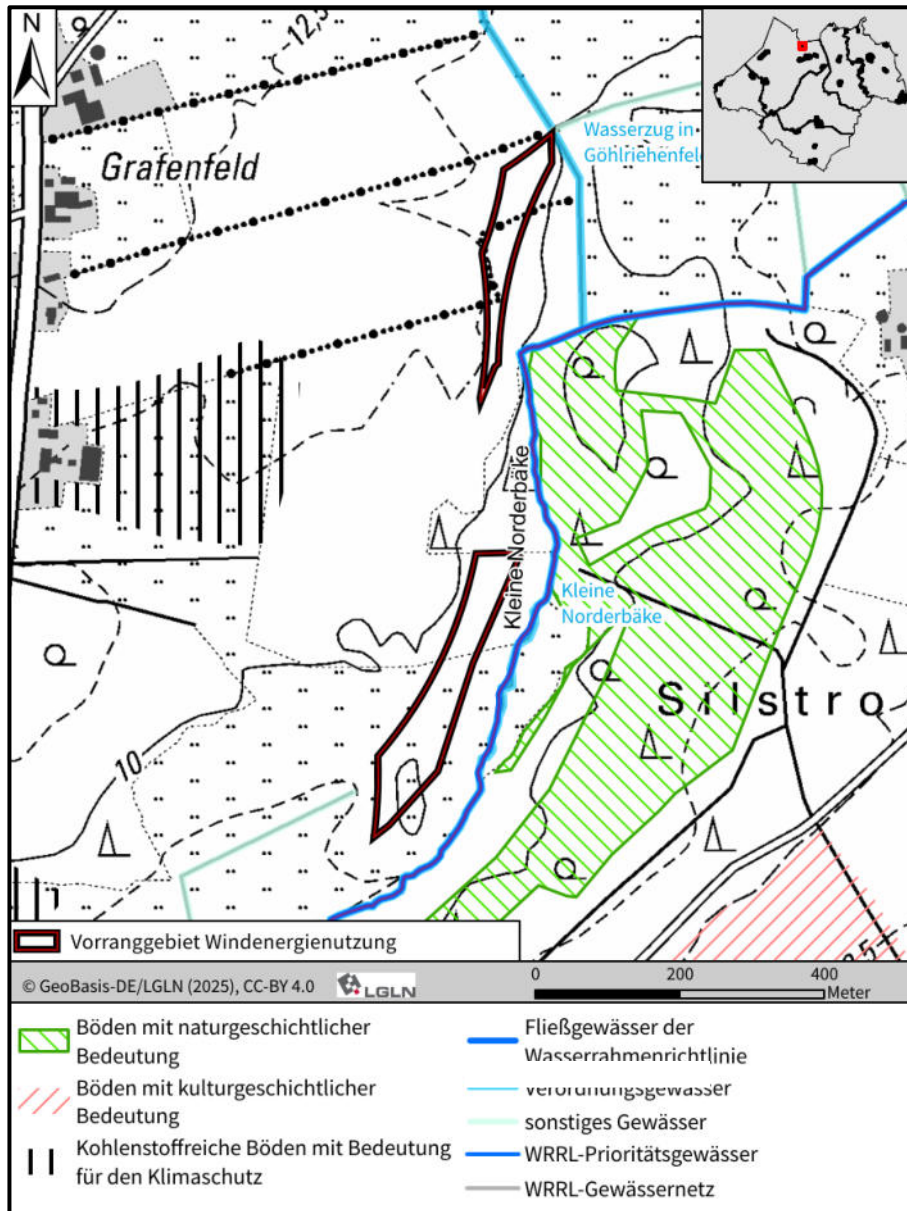 N
12,5
Grafenfeld
Wasserzug in
Göhlriehenfel
Kleine Norderbäke
Kleine
Norderbäke
Silstro
10
Vorranggebiet Windenergienutzung
© GeoBasis-DE/LGLN (2025), CC-BY 4.0
LGLN
0 200 400
Meter
Böden mit naturgeschichtlicher
Bedeutung
Böden mit kulturgeschichtlicher
Bedeutung
Kohlenstoffreiche Böden mit Bedeutung
für den Klimaschutz
Fließgewässer der
Wasserrahmenrichtlinie
Verordnungsgewässer
sonstiges Gewässer
WRRL-Prioritätsgewässer
WRRL-Gewässernetz